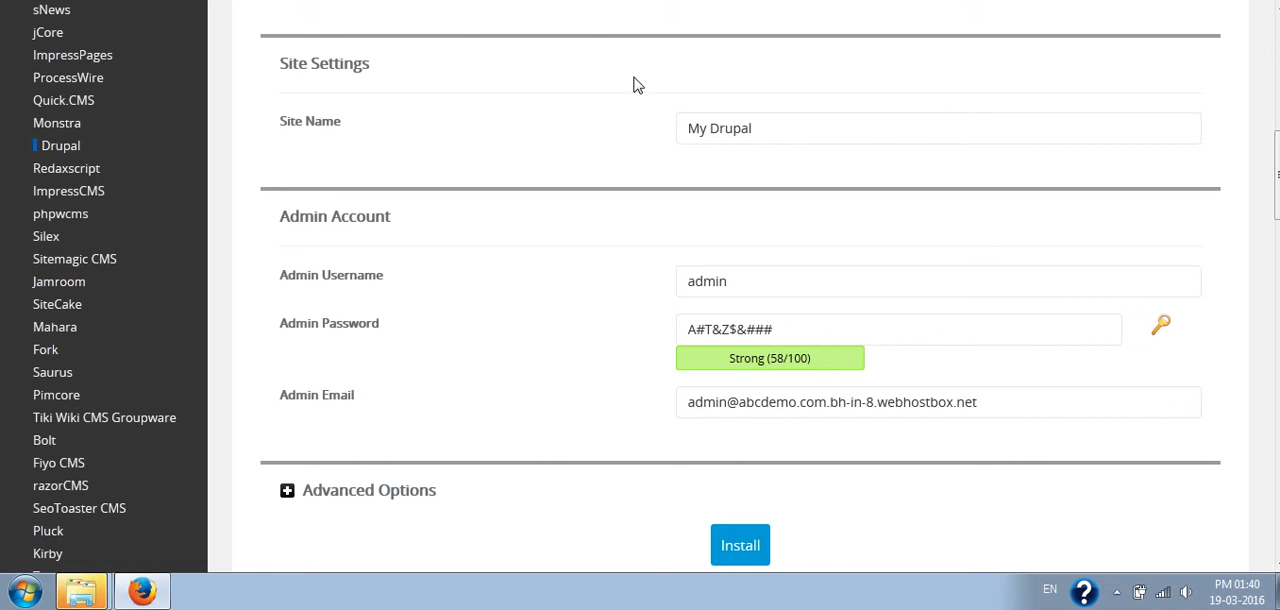 sNews
jCore
ImpressPages
ProcessWire
Quick.CMS
Monstra
Drupal
Redaxscript
ImpressCMS
phpwcms
Silex
Sitemagic CMS
Jamroom
SiteCake
Mahara
Fork
Saurus
Pimcore
Tiki Wiki CMS Groupware
Bolt
Fiyo CMS
razorCMS
SeoToaster CMS
Pluck
Kirby
Site Settings
Site Name
My Drupal
Admin Account
Admin Username
admin
Admin Password
A#T&Z$&###
Strong (58/100)
Admin Email
admin@abcdemo.com.bh-in-8.webhostbox.net
Advanced Options
Install
EN
PM 01:40
19-03-2016